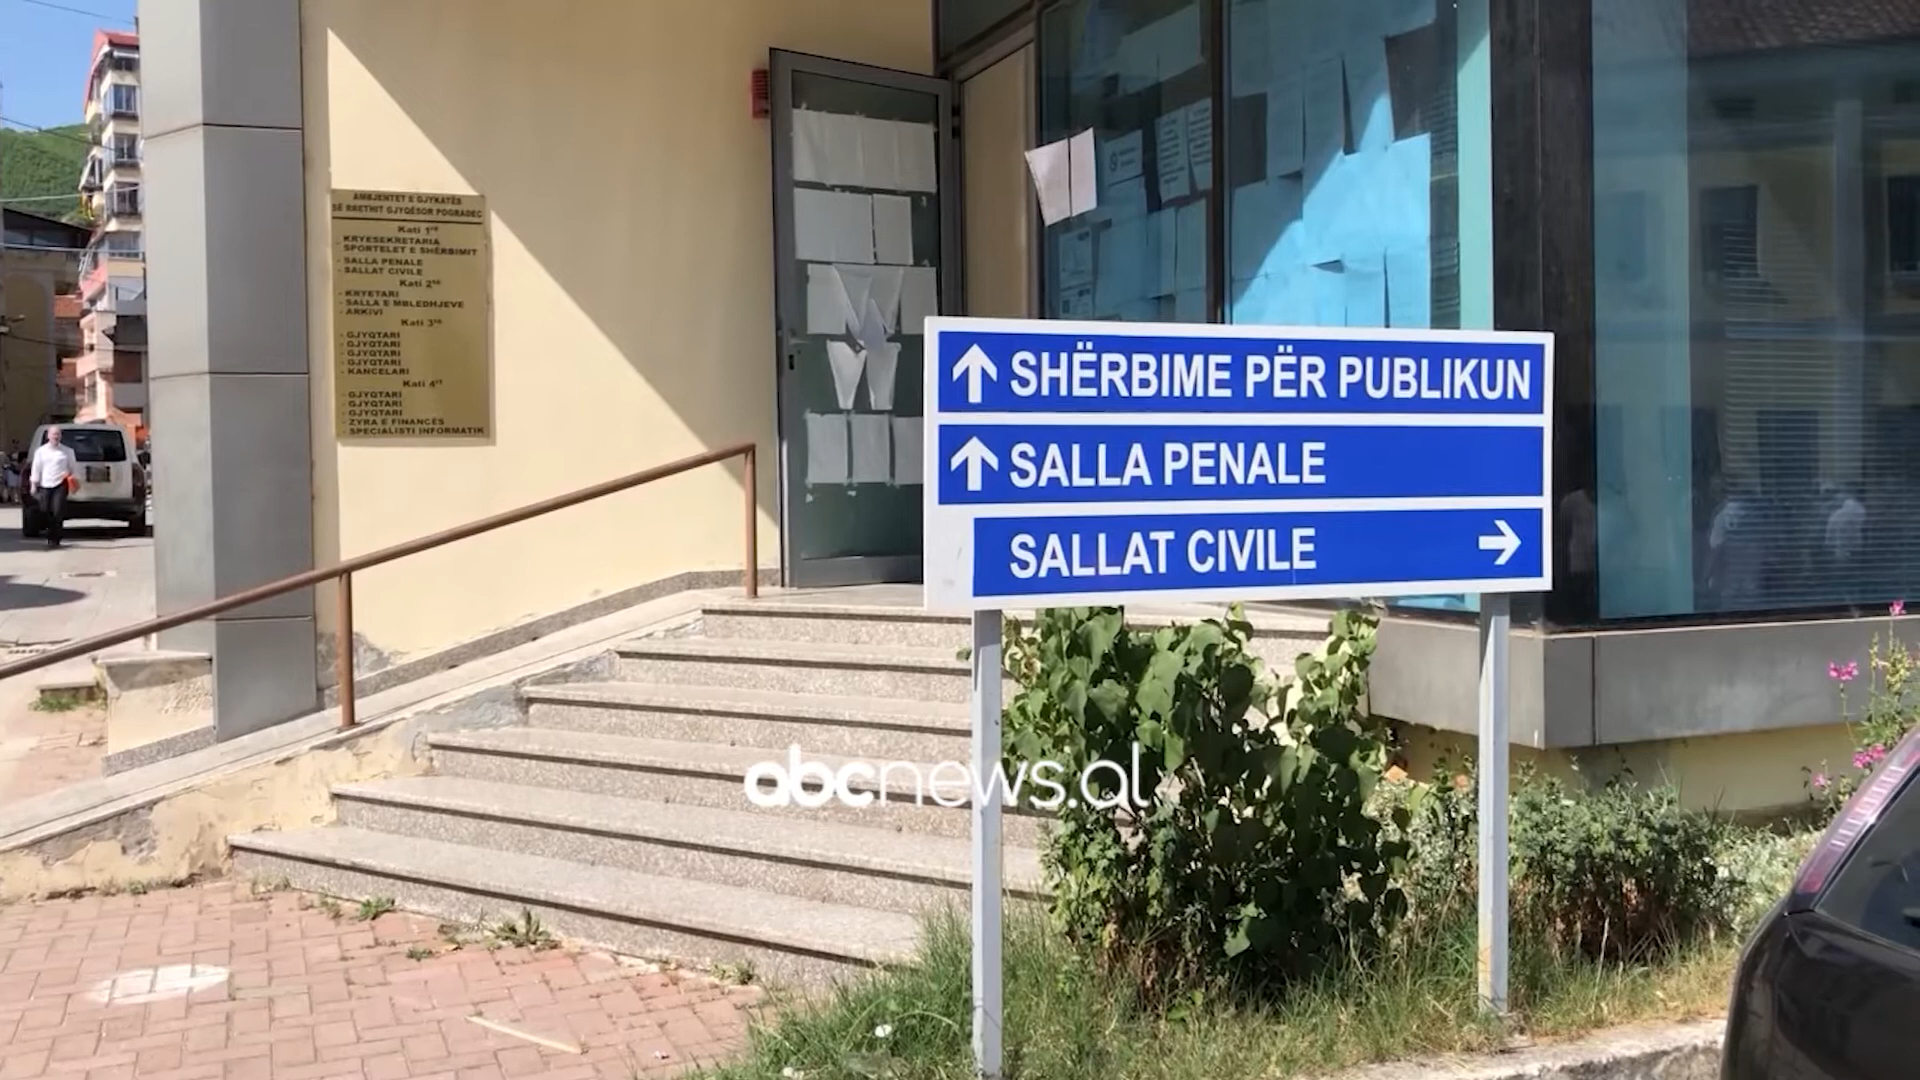 AMBJENTET E GJYKATËS
SË RRETHIT GJYQËSOR POGRADEC
Kati 1rë
- KRYESEKRETARIA
SPORTELET E SHËRBIMIT
- SALLA PENALE
- SALLAT CIVILE
Kati 2të
- KRYETARI
- SALLA E MBLEDHJEVE
- ARKIVI
Kati 3të
- GJYQTARI
- GJYQTARI
- GJYQTARI
- GJYQTARI
- KANCELARI
Kati 4rt
- GJYQTARI
- GJYQTARI
- GJYQTARI
- ZYRA E FINANCËS
- SPECIALISTI INFORMATIK
SHËRBIME PËR PUBLIKUN
SALLA PENALE
SALLAT CIVILE
abcnews.al